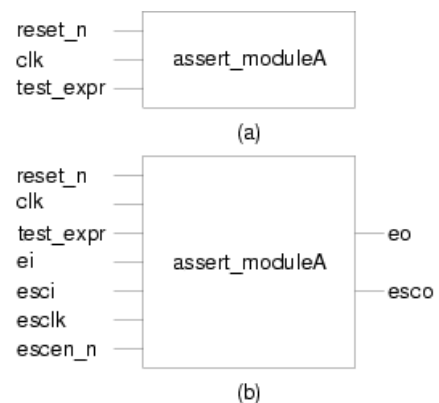 reset_n
clk
test_expr
assert_moduleA
(a)
reset_n
clk
test_expr
ei
esci
esclk
escen_n
assert_moduleA
eo
esco
(b)